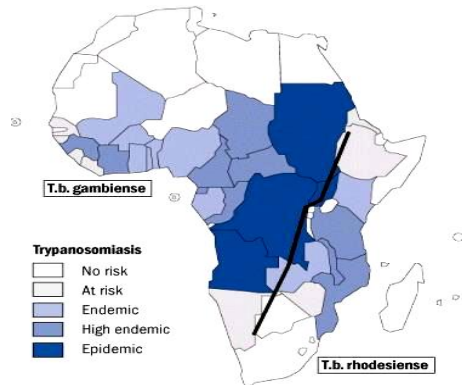 T.b. gambiense
Trypanosomiasis
No risk
At risk
Endemic
High endemic
Epidemic
T.b. rhodesiense